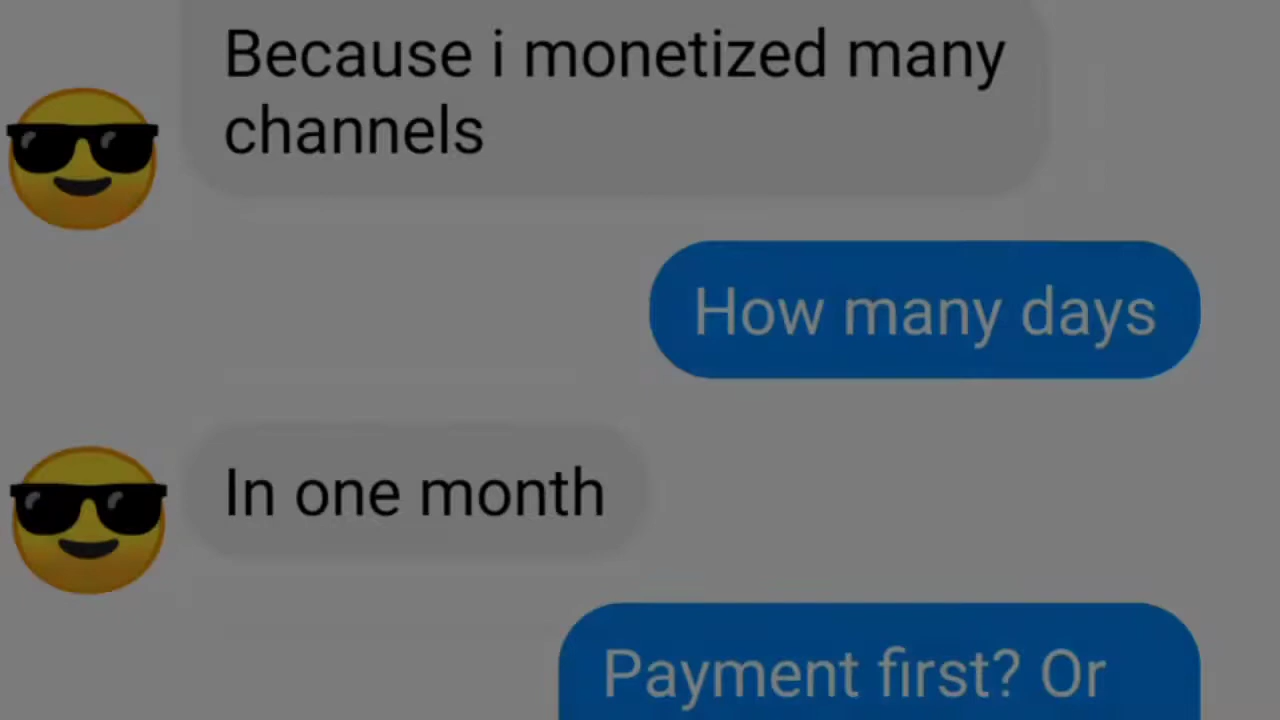 Because i monetized many
channels
How many days
In one month
Payment first? Or